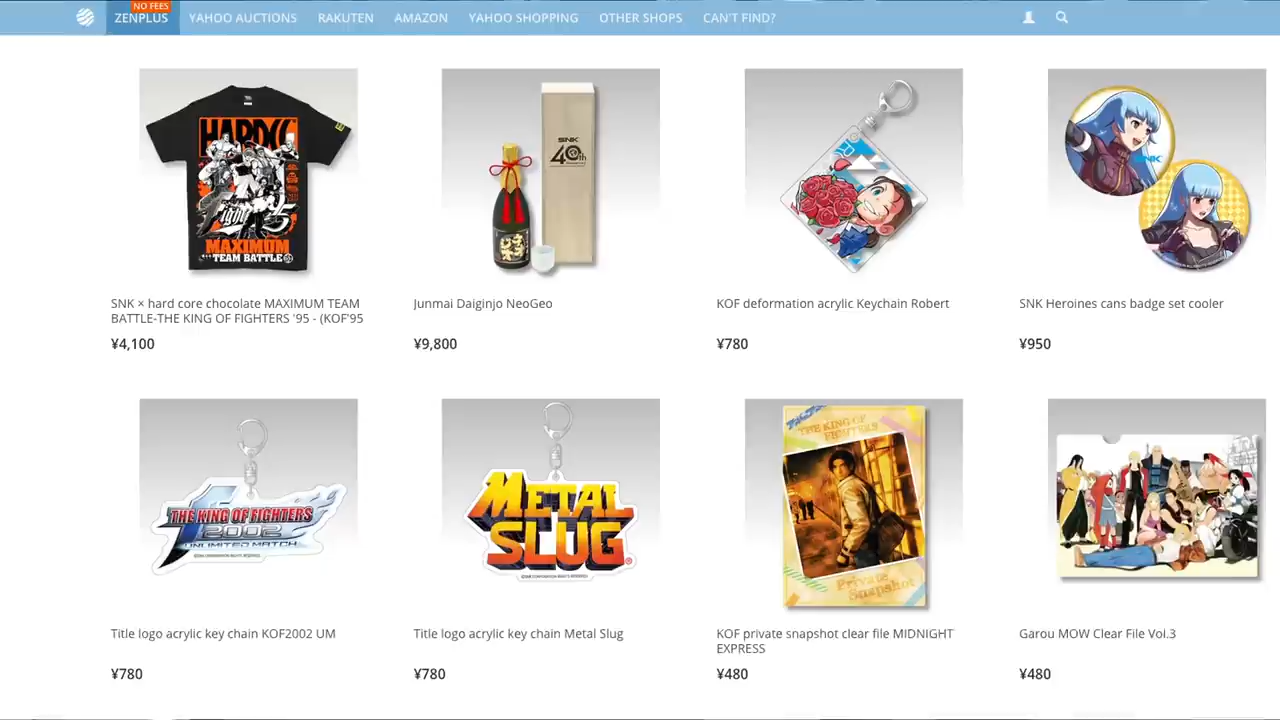 NO FEES
ZENPLUS YAHOO AUCTIONS RAKUTEN AMAZON YAHOO SHOPPING OTHER SHOPS CAN'T FIND?
HARDCC
MAXIMUM
TEAM BATTLE
SNK
40th
SNK
SNK × hard core chocolate MAXIMUM TEAM
BATTLE-THE KING OF FIGHTERS '95 - (KOF'95
¥4,100
Junmai Daiginjo NeoGeo
¥9,800
KOF deformation acrylic Keychain Robert
¥780
SNK Heroines cans badge set cooler
¥950
THE KING OF FIGHTERS
2002
UNLIMITED MATCH
METAL
SLUG
THE KING OF
FIGHTERS
Private
Snapshot
Title logo acrylic key chain KOF2002 UM
¥780
Title logo acrylic key chain Metal Slug
¥780
KOF private snapshot clear file MIDNIGHT
EXPRESS
¥480
Garou MOW Clear File Vol.3
¥480